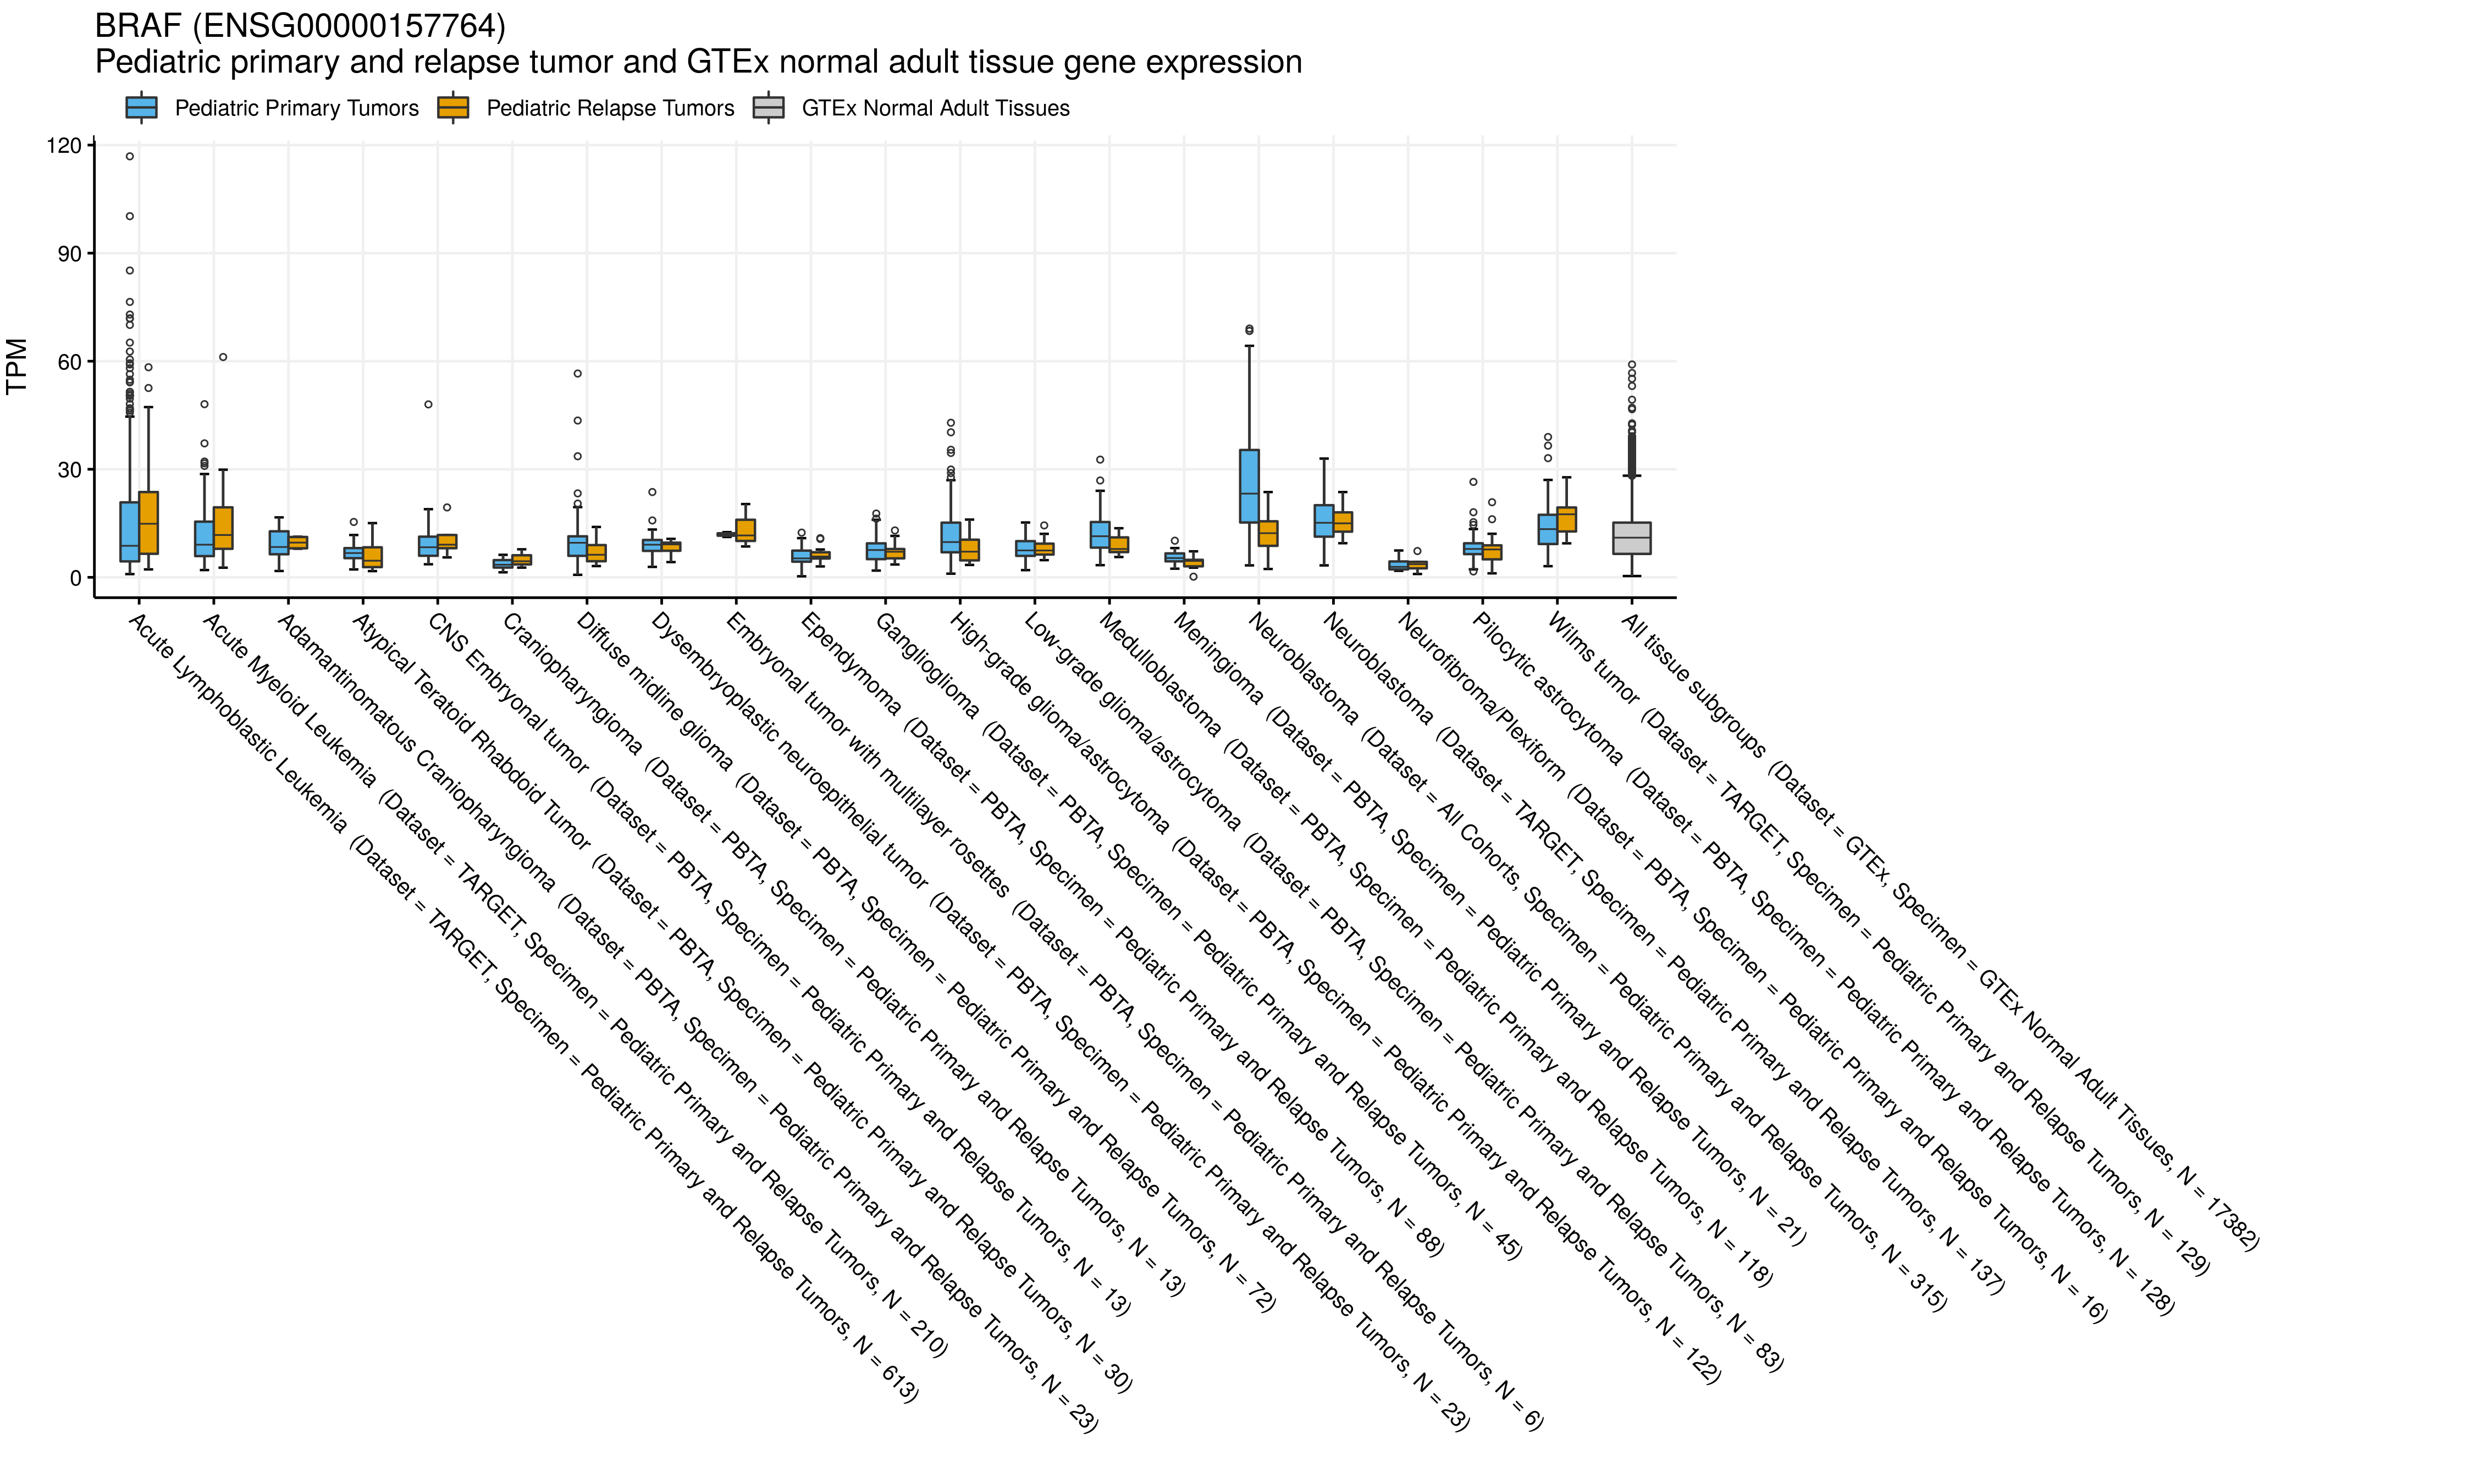 BRAF (ENSG00000157764)
Pediatric primary and relapse tumor and GTEx normal adult tissue gene expression
Pediatric Primary Tumors
Pediatric Relapse Tumors
GTEx Normal Adult Tissues
TPM
120
90
60
30
0
Acute Lymphoblastic Leukemia (Dataset = TARGET, Specimen = Pediatric Primary and Relapse Tumors, N = 613)
Acute Myeloid Leukemia (Dataset = TARGET, Specimen = Pediatric Primary and Relapse Tumors, N = 210)
Adamantinomatous Craniopharyngioma (Dataset = PBTA, Specimen = Pediatric Primary and Relapse Tumors, N = 23)
Atypical Teratoid Rhabdoid Tumor (Dataset = PBTA, Specimen = Pediatric Primary and Relapse Tumors, N = 30)
CNS Embryonal tumor (Dataset = PBTA, Specimen = Pediatric Primary and Relapse Tumors, N = 13)
Craniopharyngioma (Dataset = PBTA, Specimen = Pediatric Primary and Relapse Tumors, N = 13)
Diffuse midline glioma (Dataset = PBTA, Specimen = Pediatric Primary and Relapse Tumors, N = 72)
Dysembryoplastic neuroepithelial tumor (Dataset = PBTA, Specimen = Pediatric Primary and Relapse Tumors, N = 23)
Embryonal tumor with multilayer rosettes (Dataset = PBTA, Specimen = Pediatric Primary and Relapse Tumors, N = 6)
Ependymoma (Dataset = PBTA, Specimen = Pediatric Primary and Relapse Tumors, N = 88)
Ganglioglioma (Dataset = PBTA, Specimen = Pediatric Primary and Relapse Tumors, N = 45)
High-grade glioma/astrocytoma (Dataset = PBTA, Specimen = Pediatric Primary and Relapse Tumors, N = 122)
Low-grade glioma/astrocytoma (Dataset = PBTA, Specimen = Pediatric Primary and Relapse Tumors, N = 83)
Medulloblastoma (Dataset = PBTA, Specimen = Pediatric Primary and Relapse Tumors, N = 118)
Meningioma (Dataset = PBTA, Specimen = Pediatric Primary and Relapse Tumors, N = 21)
Neuroblastoma (Dataset = All Cohorts, Specimen = Pediatric Primary and Relapse Tumors, N = 315)
Neuroblastoma (Dataset = TARGET, Specimen = Pediatric Primary and Relapse Tumors, N = 137)
Neurofibroma/Plexiform (Dataset = PBTA, Specimen = Pediatric Primary and Relapse Tumors, N = 16)
Pilocytic astrocytoma (Dataset = PBTA, Specimen = Pediatric Primary and Relapse Tumors, N = 128)
Wilms tumor (Dataset = TARGET, Specimen = Pediatric Primary and Relapse Tumors, N = 129)
All tissue subgroups (Dataset = GTEx, Specimen = GTEx Normal Adult Tissues, N = 17382)